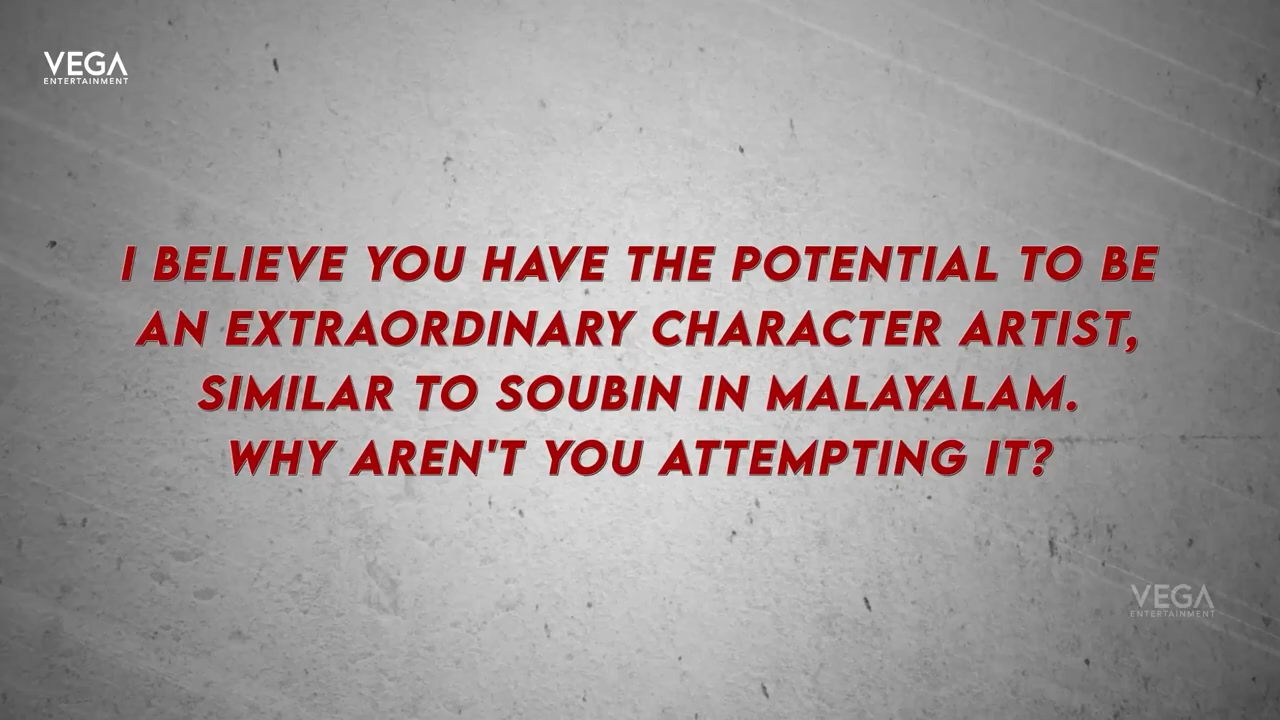 VEGA
ENTERTAINMENT
I BELIEVE YOU HAVE THE POTENTIAL TO BE
AN EXTRAORDINARY CHARACTER ARTIST,
SIMILAR TO SOUBIN IN MALAYALAM.
WHY AREN'T YOU ATTEMPTING IT?
VEGA
ENTERTAINMENT